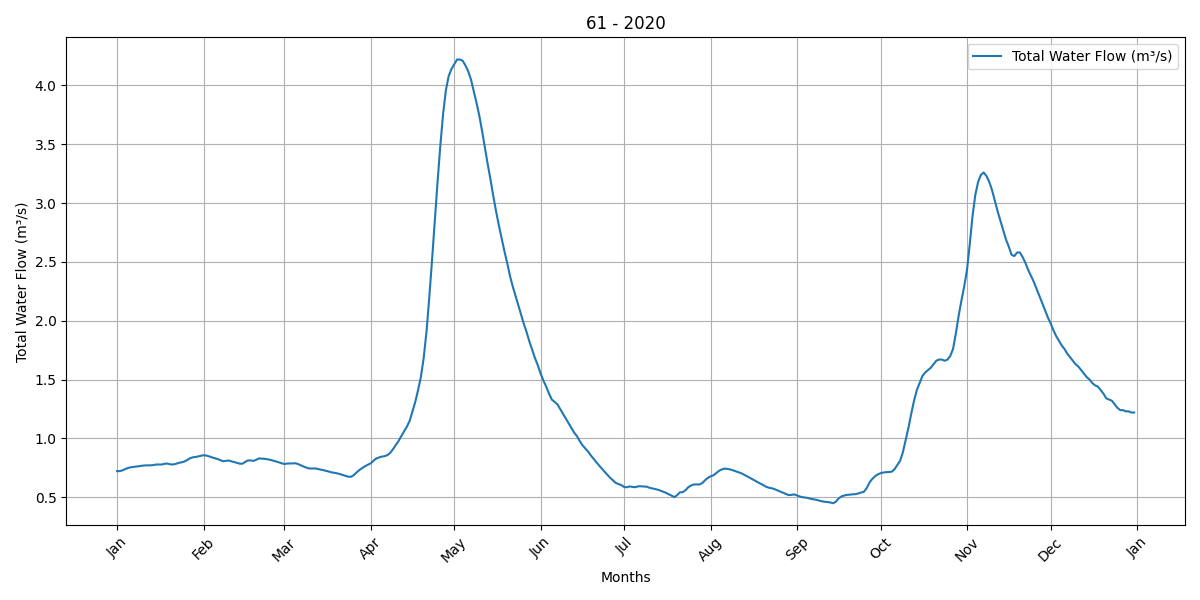 61 - 2020
Total Water Flow (m³/s)
Total Water Flow (m³/s)
4.0
3.5
3.0
2.5
2.0
1.5
1.0
0.5
Jan
Feb
Mar
Apr
May
Jun
Jul
Aug
Sep
Oct
Nov
Dec
Jan
Months